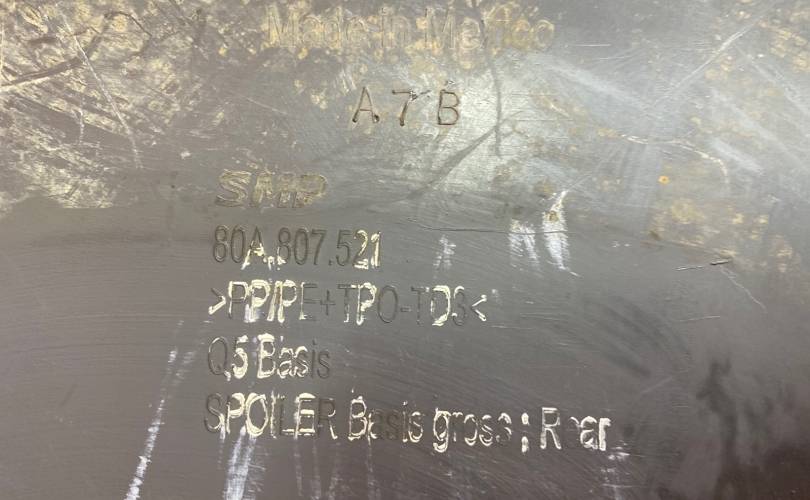 Made in Mexico
A 7 B
SMP
80A.807.521
>PP/PE+TPO-TD3<
Q5 Basis
SPOILER Basis gross ; Rear